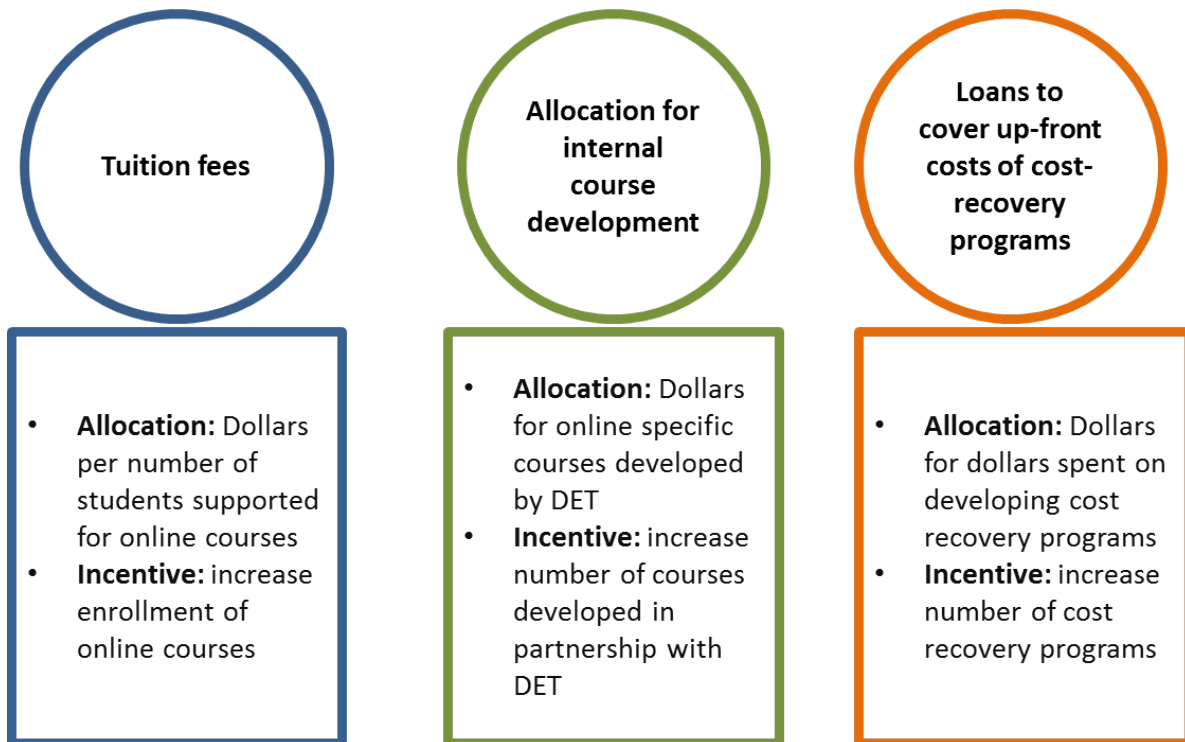 Tuition fees
Allocation for
internal
course
development
Loans to
cover up-front
costs of cost-
recovery
programs
• Allocation: Dollars
per number of
students supported
for online courses
• Incentive: increase
enrollment of
online courses
• Allocation: Dollars
for online specific
courses developed
by DET
• Incentive: increase
number of courses
developed in
partnership with
DET
• Allocation: Dollars
for dollars spent on
developing cost
recovery programs
• Incentive: increase
number of cost
recovery programs